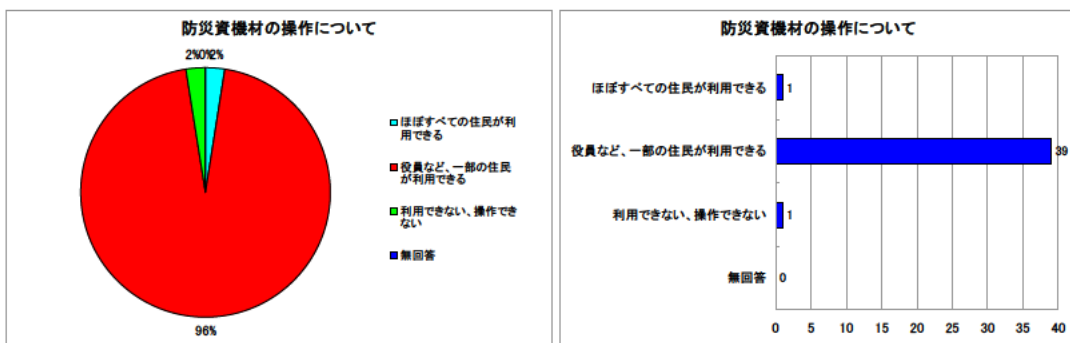 防災資機材の操作について
2%0%2%
ほぼすべての住民が利
用できる
役員など、一部の住民
が利用できる
利用できない、操作でき
ない
無回答
96%
防災資機材の操作について
ほぼすべての住民が利用できる
1
役員など、一部の住民が利用できる
39
利用できない、操作できない
1
無回答
0
0 5 10 15 20 25 30 35 40